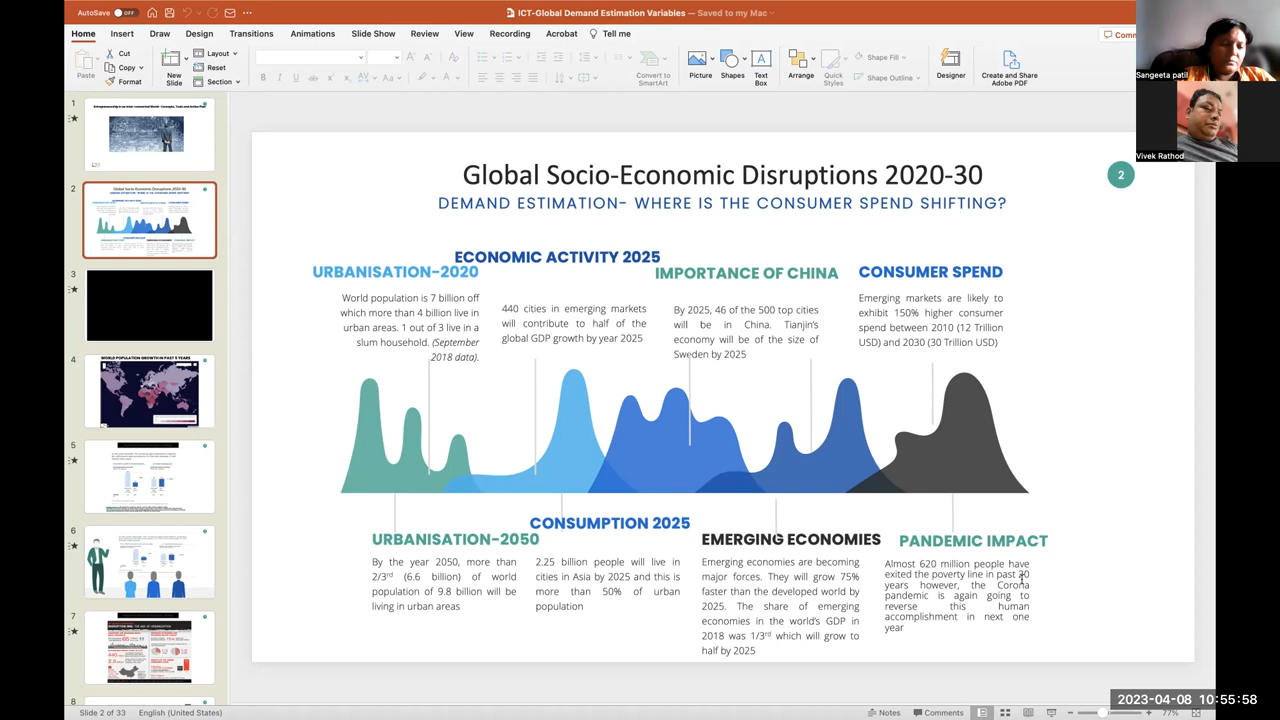 AutoSave OFF
ICT-Global Demand Estimation Variables — Saved to my Mac
Home Insert Draw Design Transitions Animations Slide Show Review View Recording Acrobat Tell me
Paste
Cut
Copy
Format
New Slide
Layout
Reset
Section
Convert to SmartArt
Picture
Shapes
Text Box
Arrange
Quick Styles
Shape Fill
Shape Outline
Designer
Create and Share Adobe PDF
Sangeeta patil
Vivek Rathod
1
2
3
4
5
6
7
8
WORLD POPULATION GROWTH IN PAST 5 YEARS
Global Socio-Economic Disruptions 2020-30
2
DEMAND ESTIMATION- WHERE IS THE CONSUMER SPEND SHIFTING?
URBANISATION-2020
World population is 7 billion off
which more than 4 billion live in
urban areas. 1 out of 3 live in a
slum household. (September
2018 data).
ECONOMIC ACTIVITY 2025
440 cities in emerging markets
will contribute to half of the
global GDP growth by year 2025
IMPORTANCE OF CHINA
By 2025, 46 of the 500 top cities
will be in China. Tianjin's
economy will be of the size of
Sweden by 2025
CONSUMER SPEND
Emerging markets are likely to
exhibit 150% higher consumer
spend between 2010 (12 Trillion
USD) and 2030 (30 Trillion USD)
URBANISATION-2050
By the year 2050, more than
2/3rd (6.6 billion) of world
population of 9.8 billion will be
living in urban areas
CONSUMPTION 2025
2.25 billion people will live in
cities in Asia by 2025 and this is
more than 50% of urban
population
EMERGING ECONOMIES
Emerging economies are becoming
major forces. They will grow 75%
faster than the developed world by
2025. The share of emerging
economies in the worlds GDP in
2018 was 1/3rd which will grow to
half by 2025
PANDEMIC IMPACT
Almost 620 million people have
exited the poverty line in past 20
years however, the Corona
pandemic is again going to
reverse this human
accomplishment in next one
year
Slide 2 of 33 English (United States)
Notes Comments 77%
2023-04-08 10:55:58